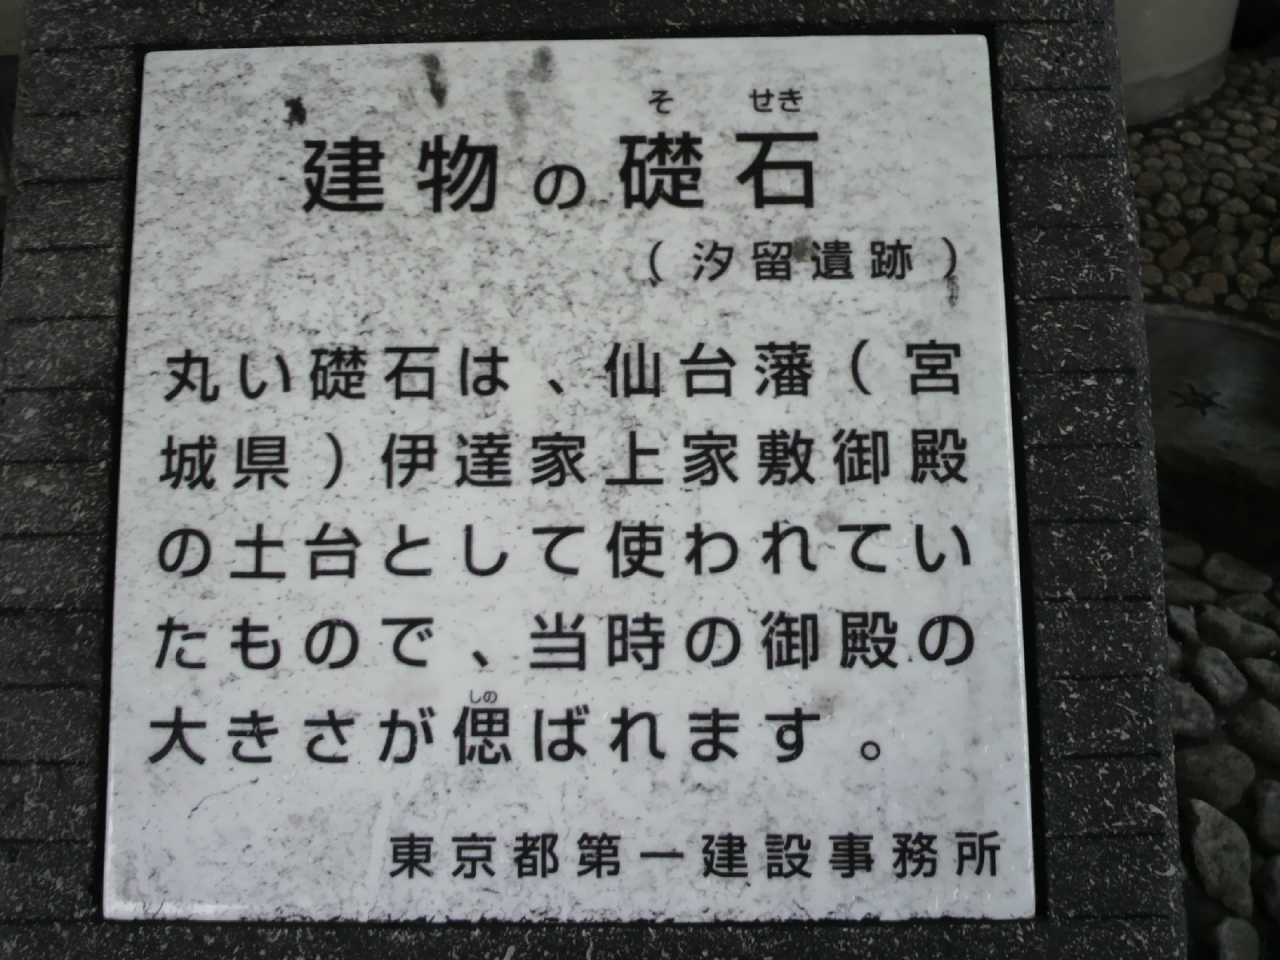 そ せき
建物の礎石
（汐留遺跡）
丸い礎石は、仙台藩（宮
城県）伊達家上家敷御殿
の土台として使われてい
たもので、当時の御殿の
しの
大きさが偲ばれます。
東京都第一建設事務所